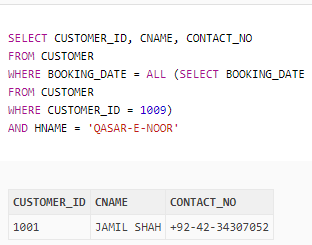 SELECT CUSTOMER_ID, CNAME, CONTACT_NO
FROM CUSTOMER
WHERE BOOKING_DATE = ALL (SELECT BOOKING_DATE
FROM CUSTOMER
WHERE CUSTOMER_ID = 1009)
AND HNAME = 'QASAR-E-NOOR'
CUSTOMER_ID CNAME CONTACT_NO
1001 JAMIL SHAH +92-42-34307052